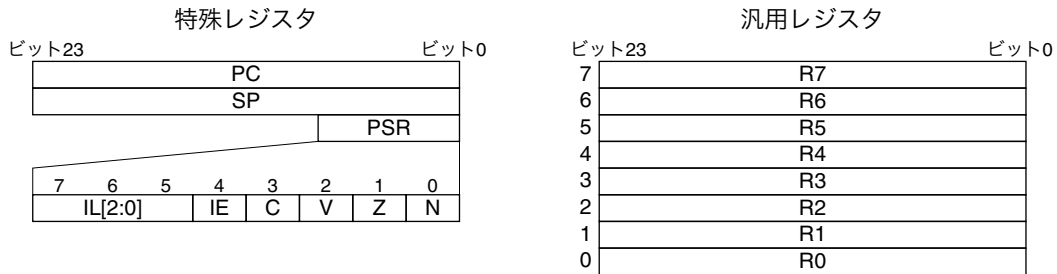 特殊レジスタ
ビット23 ビット0
PC
SP
PSR
7 6 5 4 3 2 1 0
IL[2:0] IE C V Z N
汎用レジスタ
ビット23 ビット0
7 R7
6 R6
5 R5
4 R4
3 R3
2 R2
1 R1
0 R0